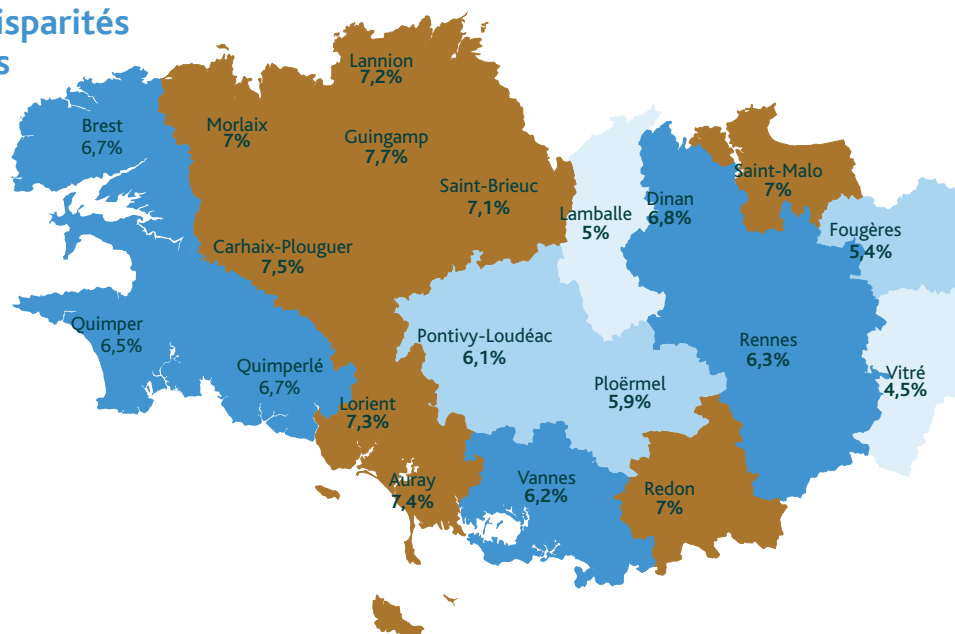 isparités
s
Lannion
7,2%
Brest
6,7%
Morlaix
7%
Guingamp
7,7%
Saint-Brieuc
7,1%
Lamballe
5%
Dinan
6,8%
Saint-Malo
7%
Fougères
5,4%
Carhaix-Plouguer
7,5%
Quimper
6,5%
Quimperlé
6,7%
Pontivy-Loudéac
6,1%
Rennes
6,3%
Vitré
4,5%
Ploërmel
5,9%
Lorient
7,3%
Auray
7,4%
Vannes
6,2%
Redon
7%